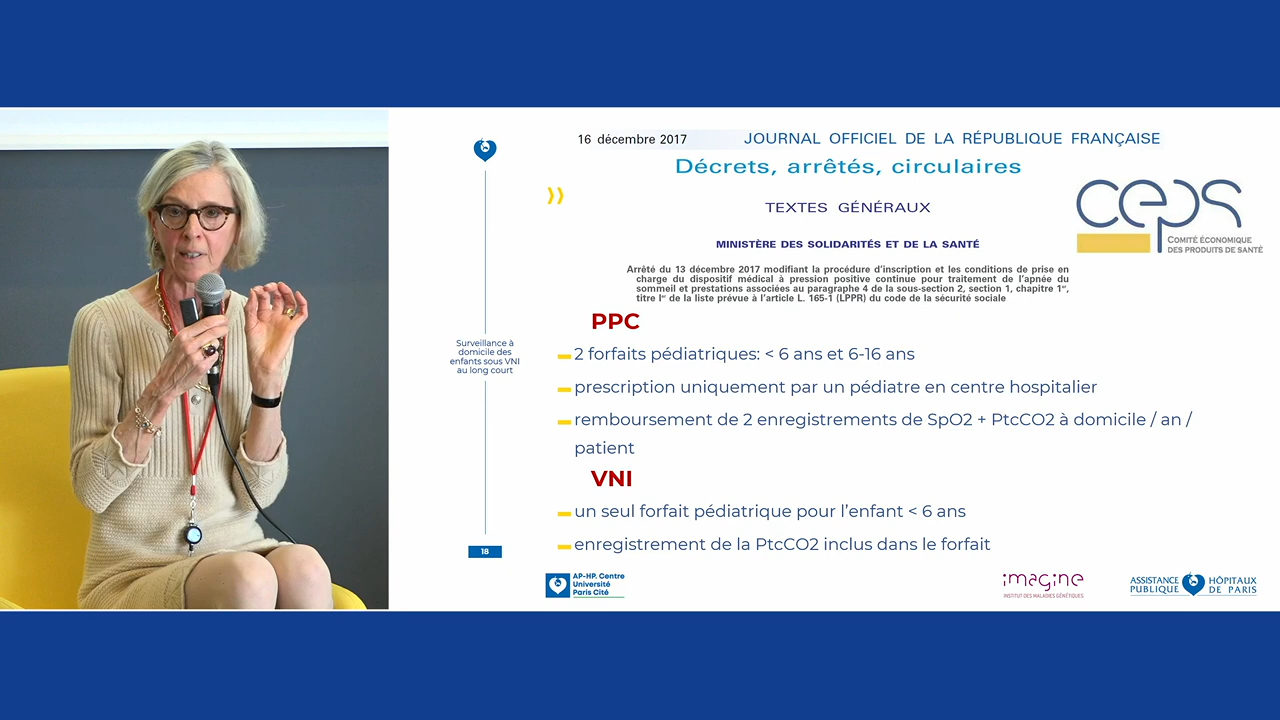 16 décembre 2017
JOURNAL OFFICIEL DE LA RÉPUBLIQUE FRANÇAISE
Décrets, arrêtés, circulaires
TEXTES GÉNÉRAUX
MINISTÈRE DES SOLIDARITÉS ET DE LA SANTÉ
ceps
COMITÉ ÉCONOMIQUE
DES PRODUITS DE SANTÉ
Arrêté du 13 décembre 2017 modifiant la procédure d'inscription et les conditions de prise en
charge du dispositif médical à pression positive continue pour traitement de l'apnée du
sommeil et prestations associées au paragraphe 4 de la sous-section 2, section 1, chapitre 1er,
titre Ier de la liste prévue à l'article L. 165-1 (LPPR) du code de la sécurité sociale
PPC
2 forfaits pédiatriques: < 6 ans et 6-16 ans
prescription uniquement par un pédiatre en centre hospitalier
remboursement de 2 enregistrements de SpO2 + PtcCO2 à domicile / an /
patient
VNI
un seul forfait pédiatrique pour l'enfant < 6 ans
enregistrement de la PtcCO2 inclus dans le forfait
Surveillance à
domicile des
enfants sous VNI
au long court
18
AP-HP. Centre
Université
Paris Cité
imagine
INSTITUT DES MALADIES GÉNÉTIQUES
ASSISTANCE
PUBLIQUE
HÔPITAUX
DE PARIS